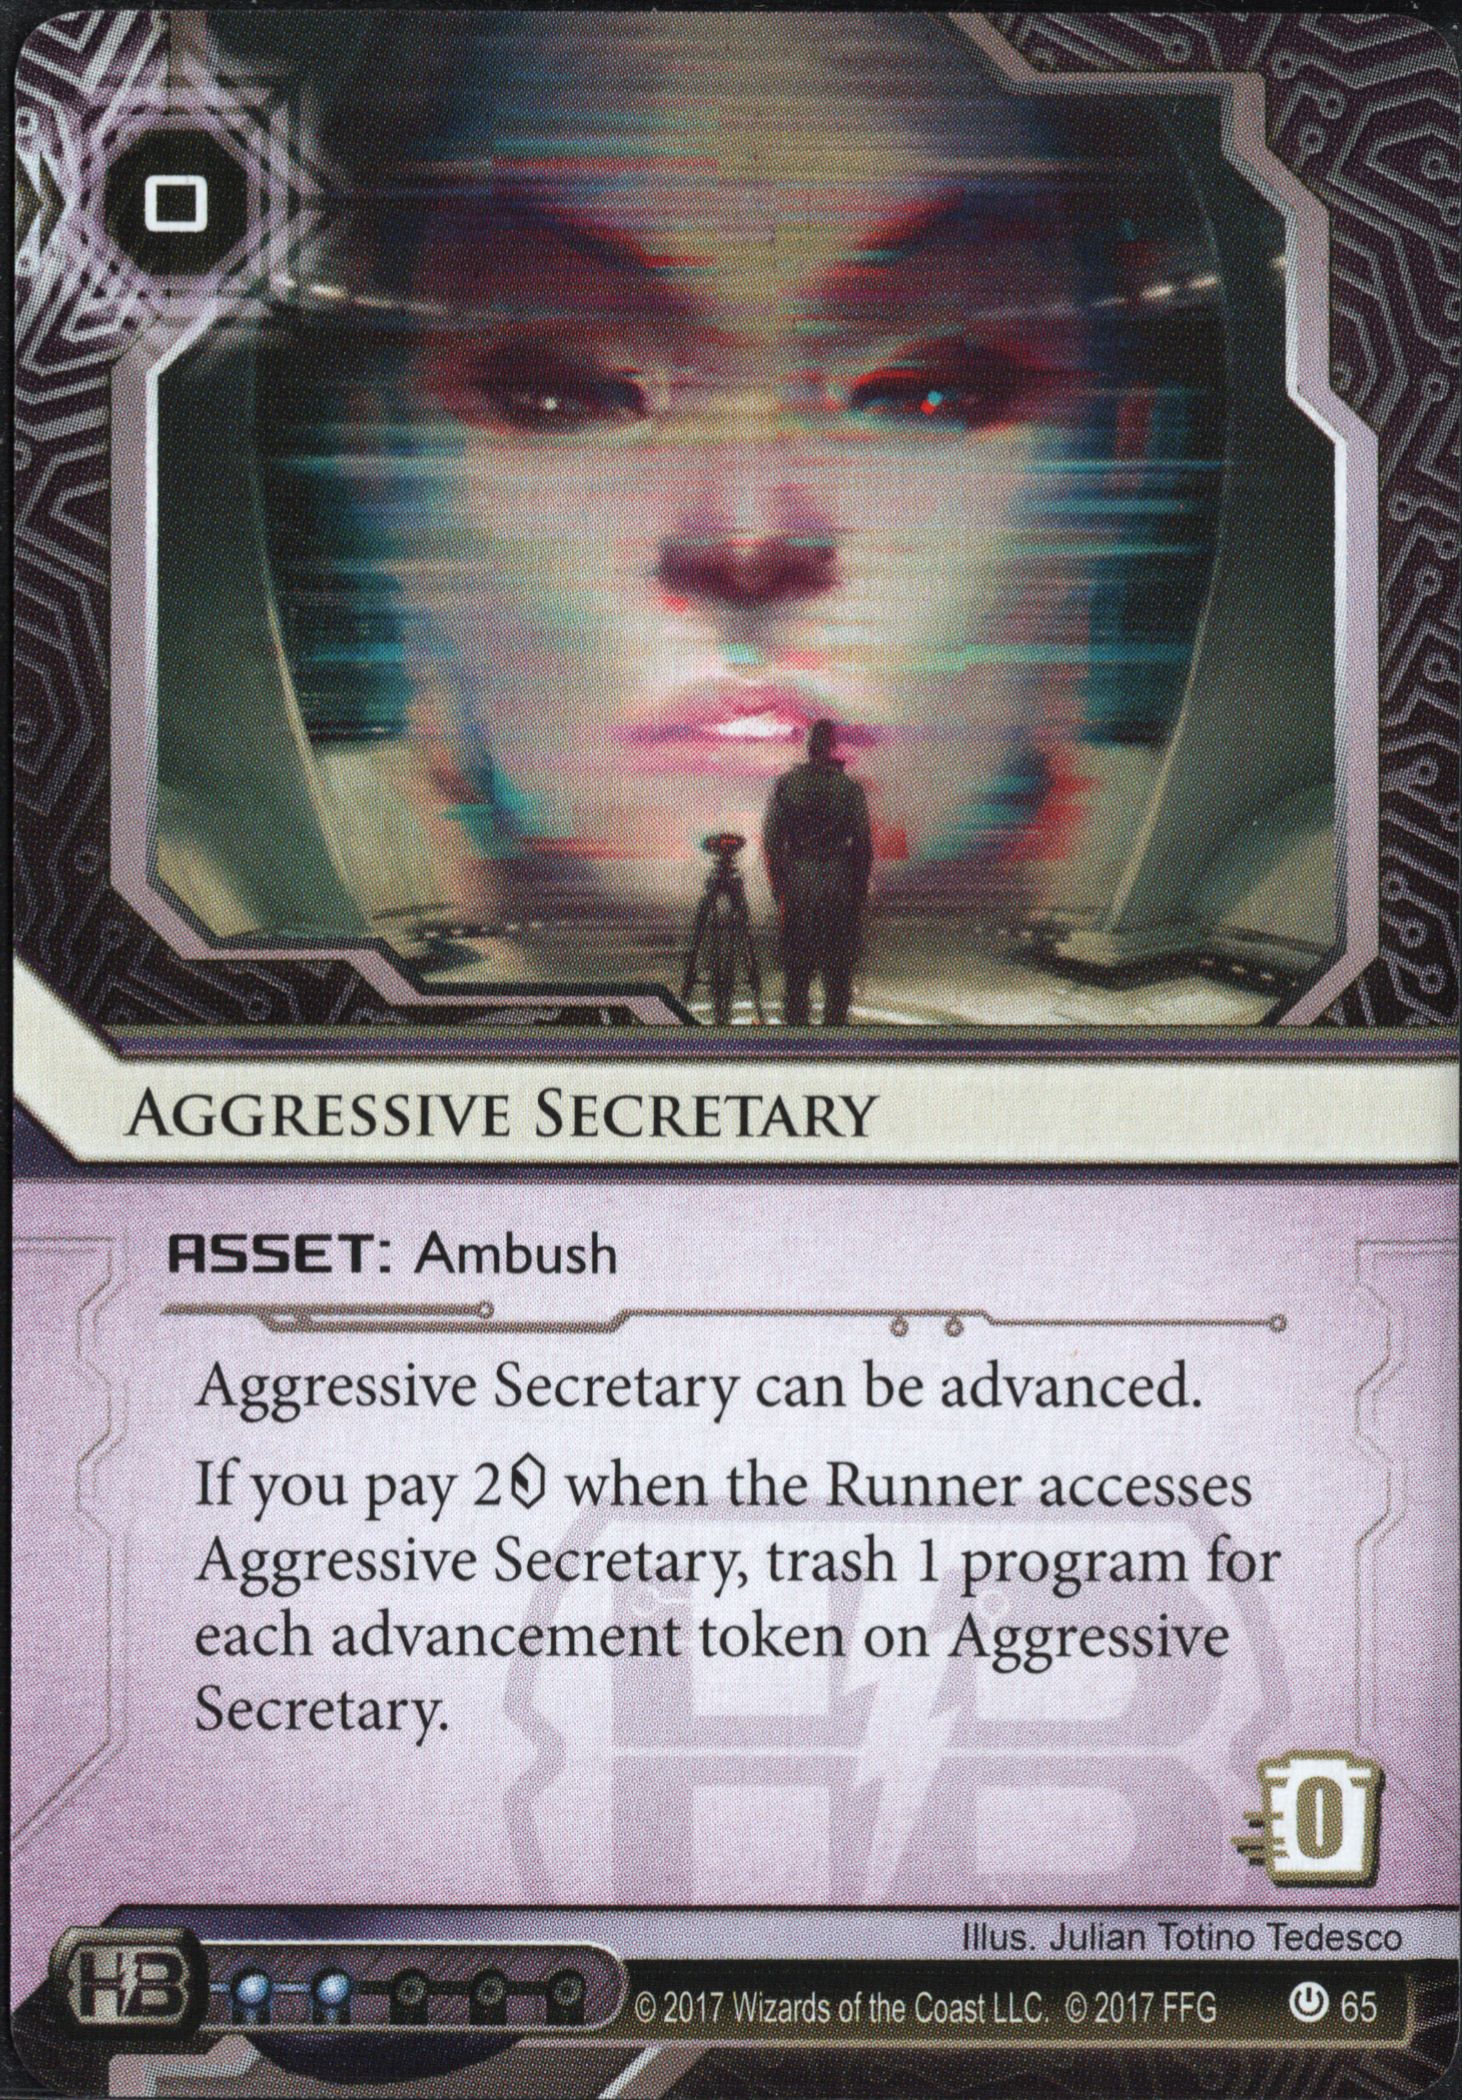 0
AGGRESSIVE SECRETARY
ASSET: Ambush
Aggressive Secretary can be advanced.
If you pay 2 when the Runner accesses
Aggressive Secretary, trash 1 program for
each advancement token on Aggressive
Secretary.
0
Illus. Julian Totino Tedesco
HB
© 2017 Wizards of the Coast LLC. © 2017 FFG 65